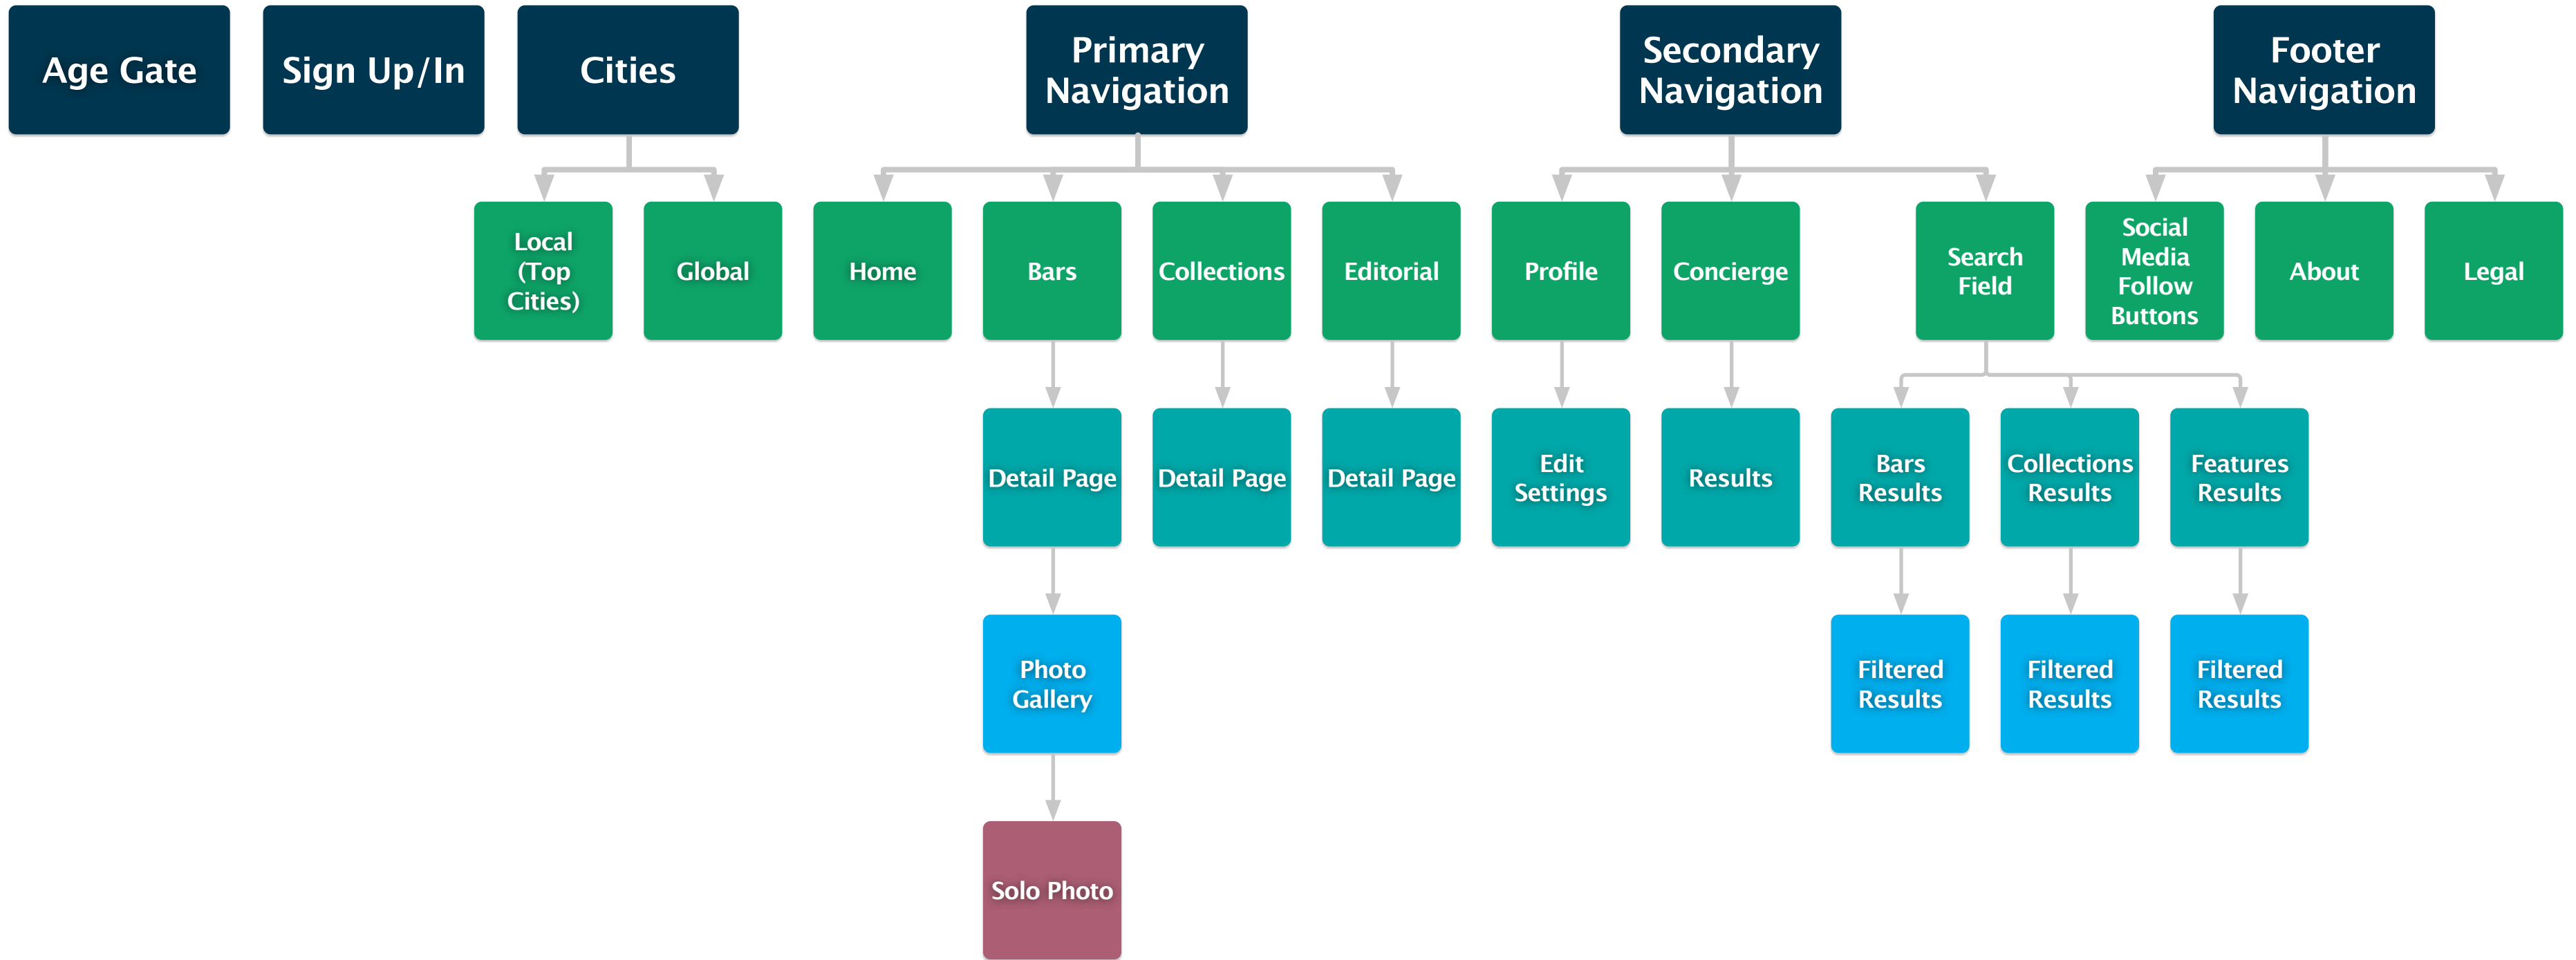 Age Gate
Sign Up/In
Cities
Primary
Navigation
Secondary
Navigation
Footer
Navigation
Local
(Top
Cities)
Global
Home
Bars
Collections
Editorial
Profile
Concierge
Search
Field
Social
Media
Follow
Buttons
About
Legal
Detail Page
Detail Page
Detail Page
Edit
Settings
Results
Bars
Results
Collections
Results
Features
Results
Photo
Gallery
Filtered
Results
Filtered
Results
Filtered
Results
Solo Photo